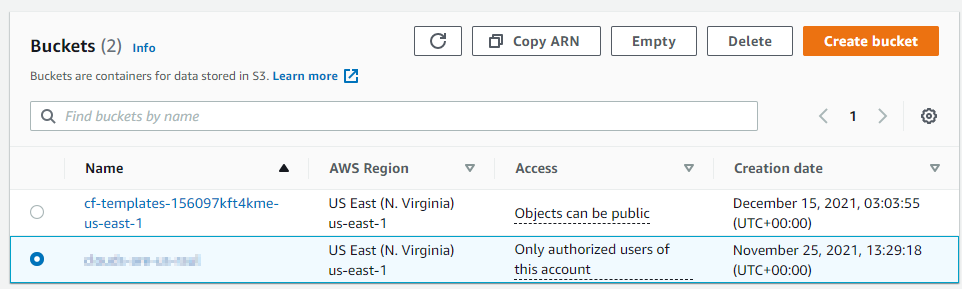 Buckets (2) Info
Copy ARN
Empty
Delete
Create bucket
Buckets are containers for data stored in S3. Learn more
Find buckets by name
1
Name
AWS Region
Access
Creation date
cf-templates-156097kft4kme-
us-east-1
US East (N. Virginia)
us-east-1
Objects can be public
December 15, 2021, 03:03:55
(UTC+00:00)
US East (N. Virginia)
us-east-1
Only authorized users of
this account
November 25, 2021, 13:29:18
(UTC+00:00)